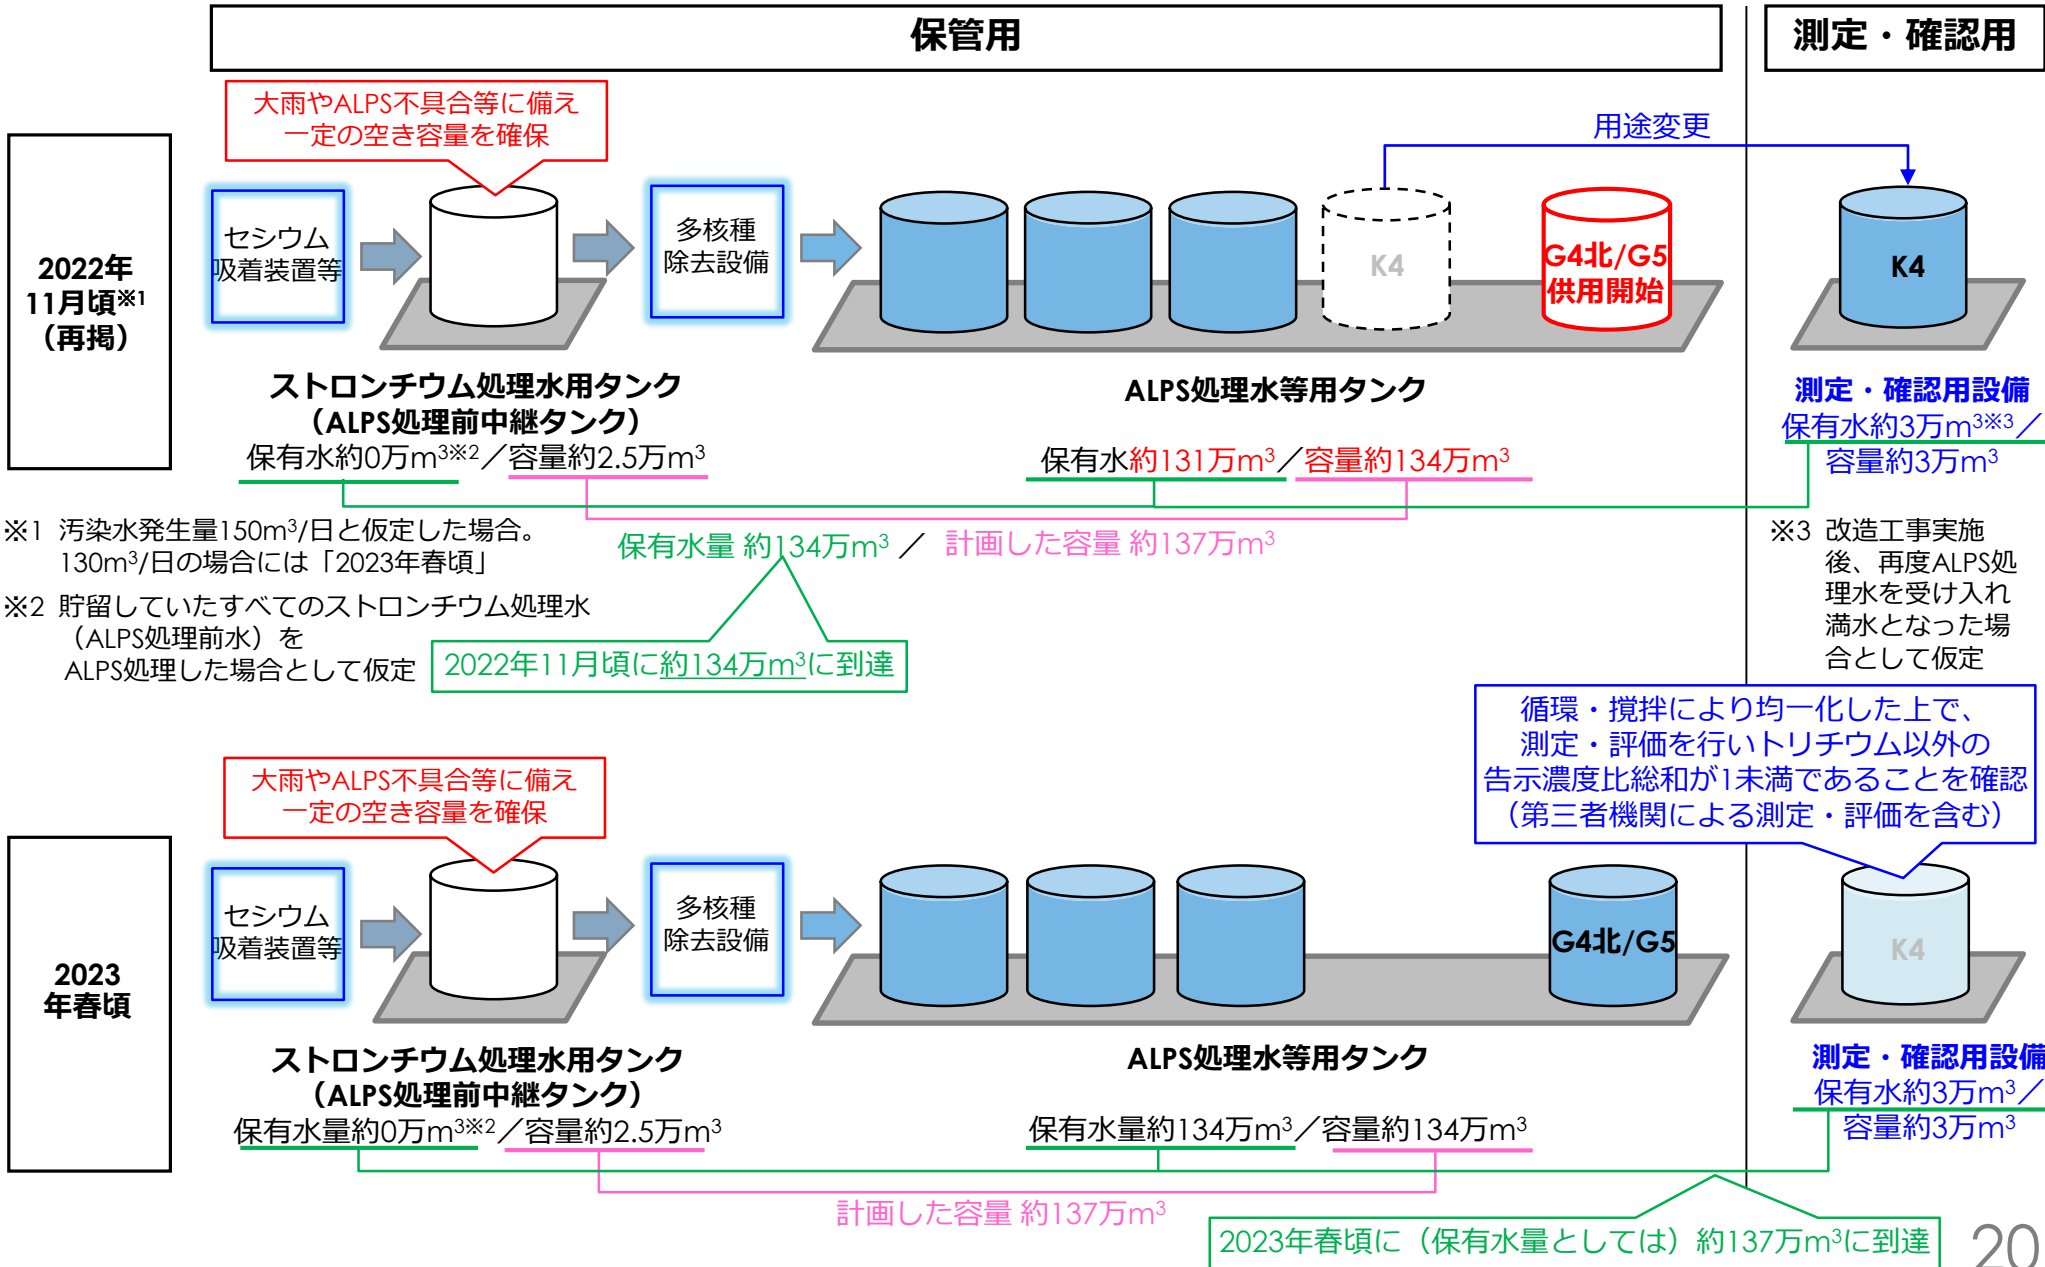 保管用
測定・確認用
2022年
11月頃※1
（再掲）
大雨やALPS不具合等に備え
一定の空き容量を確保
用途変更
セシウム
吸着装置等
多核種
除去設備
K4
G4北/G5
供用開始
K4
ストロンチウム処理水用タンク
（ALPS処理前中継タンク）
保有水約0万m³※2／容量約2.5万m³
ALPS処理水等用タンク
保有水約131万m³／容量約134万m³
測定・確認用設備
保有水約3万m³※3／
容量約3万m³
保有水量 約134万m³ ／ 計画した容量 約137万m³
※1 汚染水発生量150m³/日と仮定した場合。
130m³/日の場合には「2023年春頃」
※2 貯留していたすべてのストロンチウム処理水
（ALPS処理前水）を
ALPS処理した場合として仮定
2022年11月頃に約134万m³に到達
※3 改造工事実施
後、再度ALPS処
理水を受け入れ
満水となった場
合として仮定
2023
年春頃
大雨やALPS不具合等に備え
一定の空き容量を確保
循環・撹拌により均一化した上で、
測定・評価を行いトリチウム以外の
告示濃度比総和が1未満であることを確認
（第三者機関による測定・評価を含む）
セシウム
吸着装置等
多核種
除去設備
G4北/G5
K4
ストロンチウム処理水用タンク
（ALPS処理前中継タンク）
保有水量約0万m³※2／容量約2.5万m³
ALPS処理水等用タンク
保有水量約134万m³／容量約134万m³
測定・確認用設備
保有水約3万m³／
容量約3万m³
計画した容量 約137万m³
2023年春頃に（保有水量としては）約137万m³に到達
20